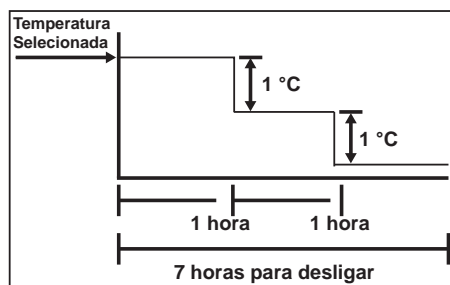 Temperatura
Selecionada
1 °C
1 °C
1 hora
1 hora
7 horas para desligar